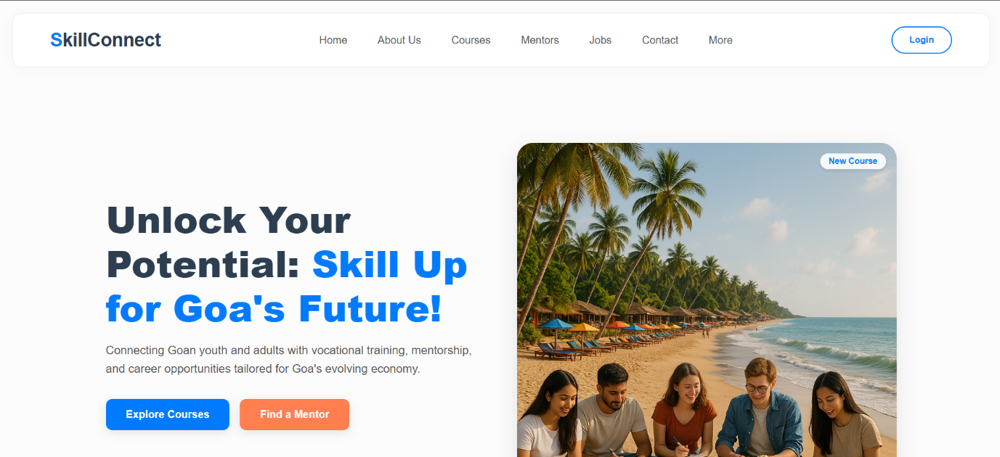 SkillConnect
Home
About Us
Courses
Mentors
Jobs
Contact
More
Login
New Course
Unlock Your
Potential: Skill Up
for Goa's Future!
Connecting Goan youth and adults with vocational training, mentorship,
and career opportunities tailored for Goa's evolving economy.
Explore Courses
Find a Mentor